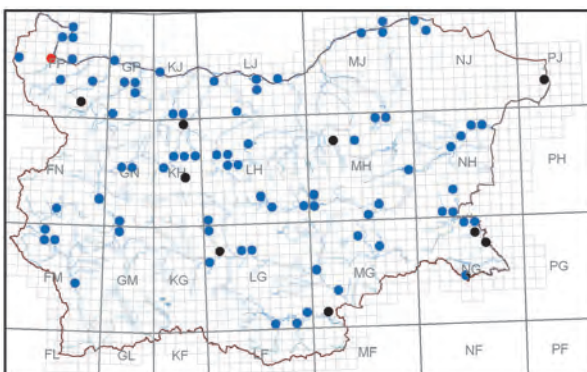 FP GP KJ LJ MJ NJ PJ
FN GN KH LH MH NH PH
FM GM KG LG MG NG PG
FL GL KF LF MF NF PF